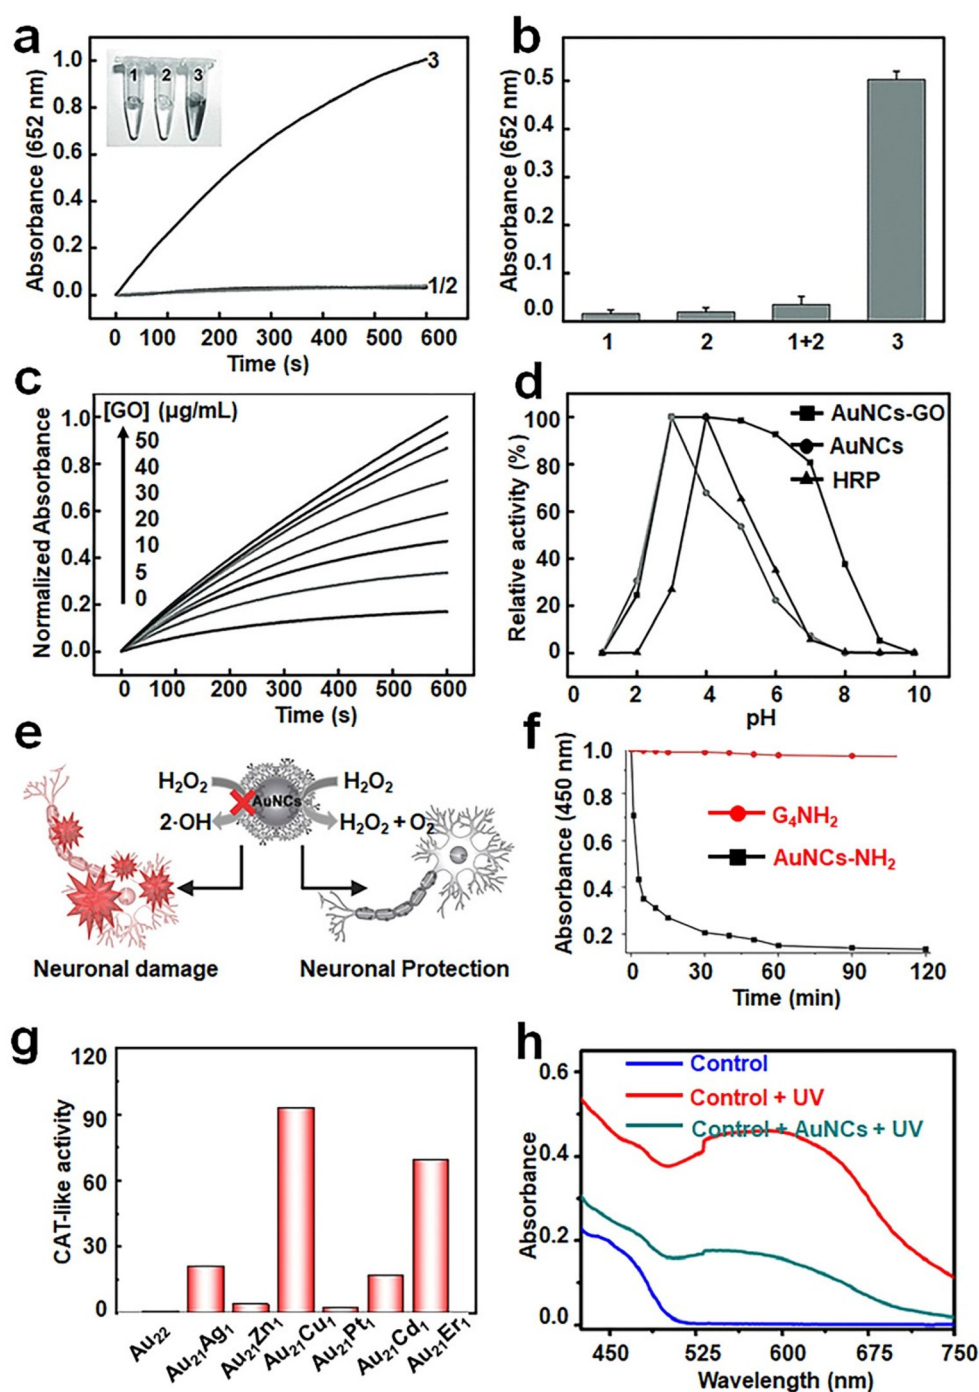 a
Absorbance (652 nm)
1.0
0.8
0.6
0.4
0.2
0.0
1 2 3
3
1/2
0 100 200 300 400 500 600
Time (s)
b
Absorbance (652 nm)
0.5
0.4
0.3
0.2
0.1
0.0
1 2 1+2 3
c
Normalized Absorbance
1.0
0.8
0.6
0.4
0.2
0.0
[GO] (μg/mL)
50
40
30
20
10
5
0
0 100 200 300 400 500 600
Time (s)
d
Relative activity (%)
100
80
60
40
20
0
AuNCs-GO
AuNCs
HRP
0 2 4 6 8 10
pH
e
H₂O₂ H₂O₂
AuNCs
2·OH H₂O₂ + O₂
Neuronal damage Neuronal Protection
f
Absorbance (450 nm)
1.0
0.8
0.6
0.4
0.2
G₄NH₂
AuNCs-NH₂
0 30 60 90 120
Time (min)
g
CAT-like activity
120
90
60
30
0
Au₂₂ Au₂₁Ag₁ Au₂₁Zn₁ Au₂₁Cu₁ Au₂₁Pt₁ Au₂₁Cd₁ Au₂₁Er₁
h
Absorbance
0.6
0.4
0.2
0.0
Control
Control + UV
Control + AuNCs + UV
450 525 600 675 750
Wavelength (nm)